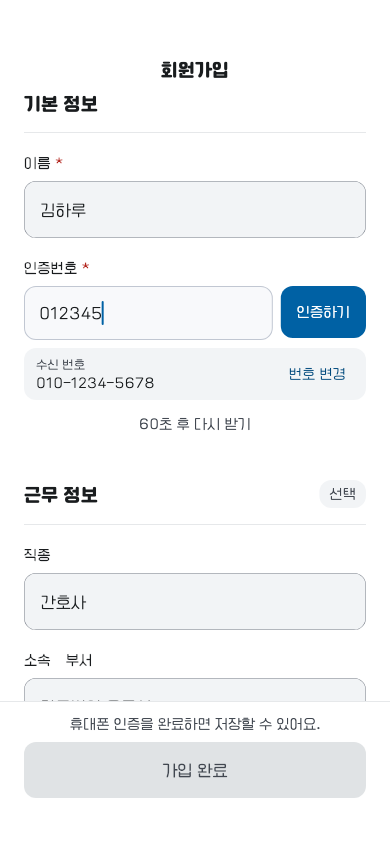 회원가입
기본 정보
이름 *
김하루
인증번호 *
012345
인증하기
수신 번호
010-1234-5678
번호 변경
60초 후 다시 받기
근무 정보
선택
직종
간호사
소속 부서
휴대폰 인증을 완료하면 저장할 수 있어요.
가입 완료